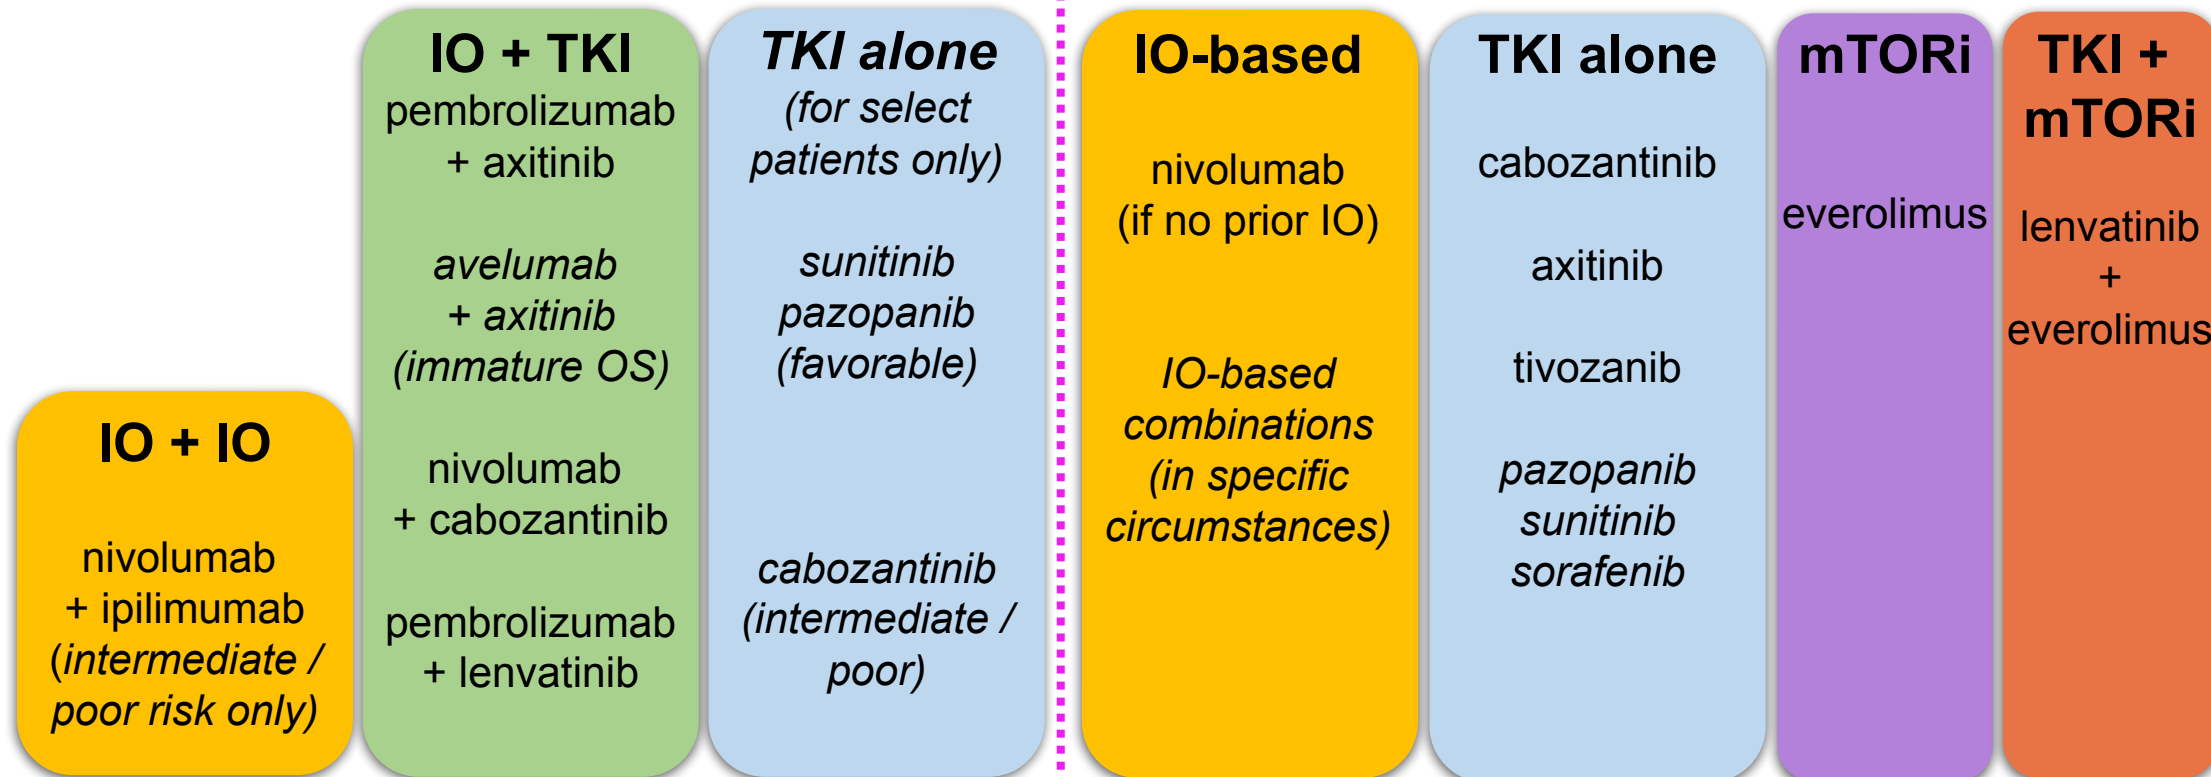 IO + IO
nivolumab
+ ipilimumab
(intermediate /
poor risk only)
IO + TKI
pembrolizumab
+ axitinib
avelumab
+ axitinib
(immature OS)
nivolumab
+ cabozantinib
pembrolizumab
+ lenvatinib
TKI alone
(for select
patients only)
sunitinib
pazopanib
(favorable)
cabozantinib
(intermediate /
poor)
IO-based
nivolumab
(if no prior IO)
IO-based
combinations
(in specific
circumstances)
TKI alone
cabozantinib
axitinib
tivozanib
pazopanib
sunitinib
sorafenib
mTORi
everolimus
TKI +
mTORi
lenvatinib
+
everolimus